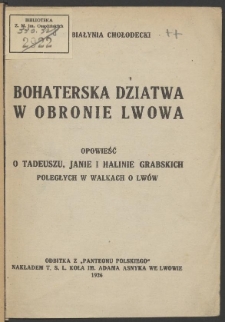 BIBLIOTEKA
BIAŁYNIA CHOŁODECKI
BOHATERSKA DZIATWA
W OBRONIE LWOWA
OPOWIEŚĆ
O TADEUSZU, JANIE I HALINIE GRABSKICH
POLEGŁYCH W WALKACH O LWÓW
ODBITKA Z „PANTEONU POLSKIEGO"
NAKŁADEM T. S. L. KOŁA IM. ADAMA ASNYKA WE LWOWIE
1926